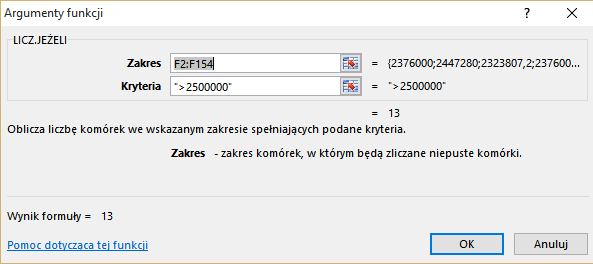 Argumenty funkcji ? ×
LICZ.JEŻELI
Zakres F2:F154 = {2376000;2447280;2323807,2;237600...
Kryteria ">2500000" = ">2500000"
= 13
Oblicza liczbę komórek we wskazanym zakresie spełniających podane kryteria.
Zakres - zakres komórek, w którym będą zliczane niepuste komórki.
Wynik formuły = 13
Pomoc dotycząca tej funkcji OK Anuluj